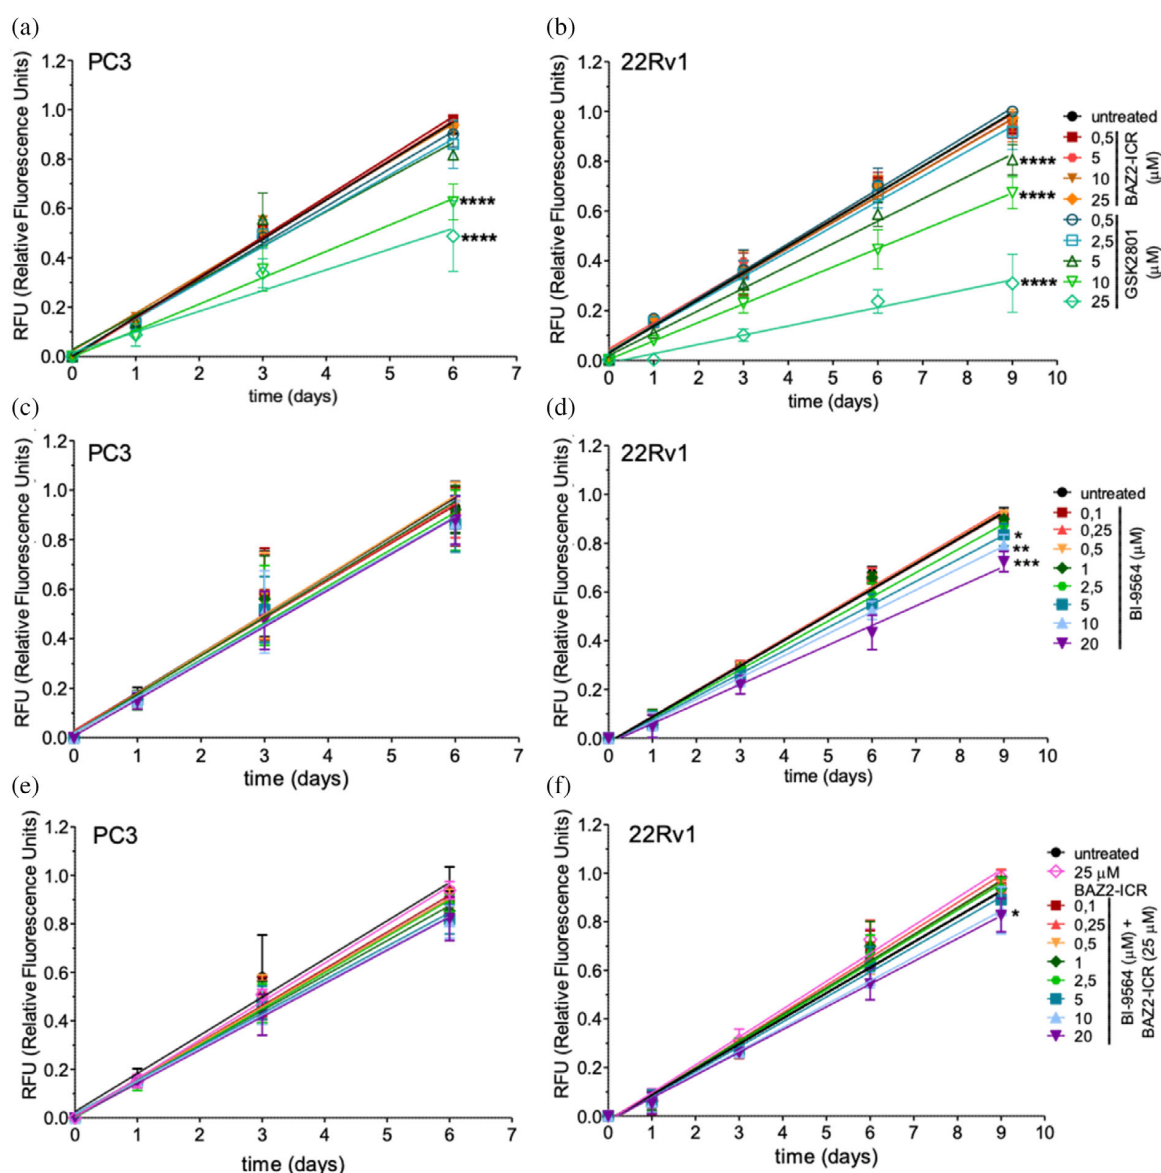 (a)
PC3
RFU (Relative Fluorescence Units)
1.2
1.0
0.8
0.6
0.4
0.2
0.0
****
****
0 1 2 3 4 5 6 7
time (days)
(b)
22Rv1
RFU (Relative Fluorescence Units)
1.2
1.0
0.8
0.6
0.4
0.2
0.0
****
****
****
0 1 2 3 4 5 6 7 8 9 10
time (days)
untreated
0,5
5
10
25
BAZ2-ICR
(μM)
0,5
2,5
5
10
25
GSK2801
(μM)
(c)
PC3
RFU (Relative Fluorescence Units)
1.2
1.0
0.8
0.6
0.4
0.2
0.0
0 1 2 3 4 5 6 7
time (days)
(d)
22Rv1
RFU (Relative Fluorescence Units)
1.2
1.0
0.8
0.6
0.4
0.2
0.0
*
**
***
0 1 2 3 4 5 6 7 8 9 10
time (days)
untreated
0,1
0,25
0,5
1
2,5
5
10
20
BI-9564 (μM)
(e)
PC3
RFU (Relative Fluorescence Units)
1.2
1.0
0.8
0.6
0.4
0.2
0.0
0 1 2 3 4 5 6 7
time (days)
(f)
22Rv1
RFU (Relative Fluorescence Units)
1.2
1.0
0.8
0.6
0.4
0.2
0.0
*
0 1 2 3 4 5 6 7 8 9 10
time (days)
untreated
25 μM
BAZ2-ICR
0,1
0,25
0,5
1
2,5
5
10
20
BI-9564 (μM) +
BAZ2-ICR (25 μM)